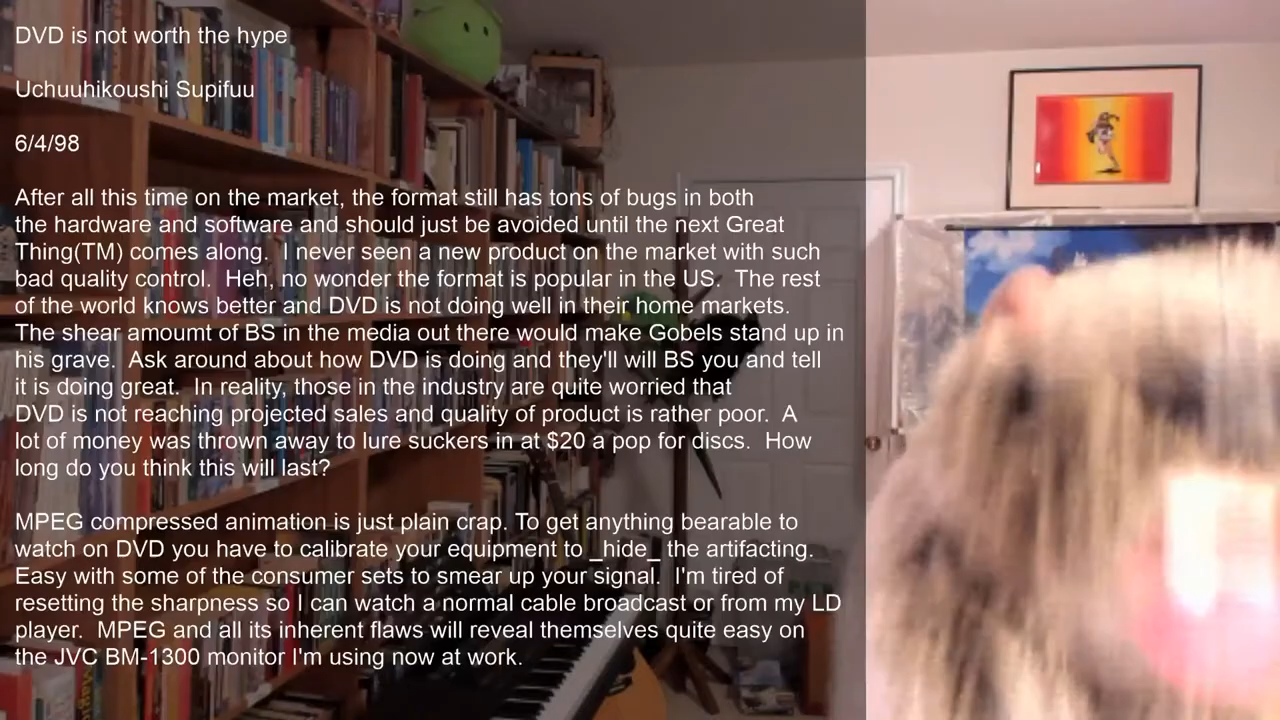 DVD is not worth the hype
Uchuuhikoushi Supifuu
6/4/98
After all this time on the market, the format still has tons of bugs in both
the hardware and software and should just be avoided until the next Great
Thing(TM) comes along.  I never seen a new product on the market with such
bad quality control.  Heh, no wonder the format is popular in the US.  The rest
of the world knows better and DVD is not doing well in their home markets.
The shear amoumt of BS in the media out there would make Gobels stand up in
his grave.  Ask around about how DVD is doing and they'll will BS you and tell
it is doing great.  In reality, those in the industry are quite worried that
DVD is not reaching projected sales and quality of product is rather poor.  A
lot of money was thrown away to lure suckers in at $20 a pop for discs.  How
long do you think this will last?
MPEG compressed animation is just plain crap. To get anything bearable to
watch on DVD you have to calibrate your equipment to _hide_ the artifacting.
Easy with some of the consumer sets to smear up your signal.  I'm tired of
resetting the sharpness so I can watch a normal cable broadcast or from my LD
player.  MPEG and all its inherent flaws will reveal themselves quite easy on
the JVC BM-1300 monitor I'm using now at work.